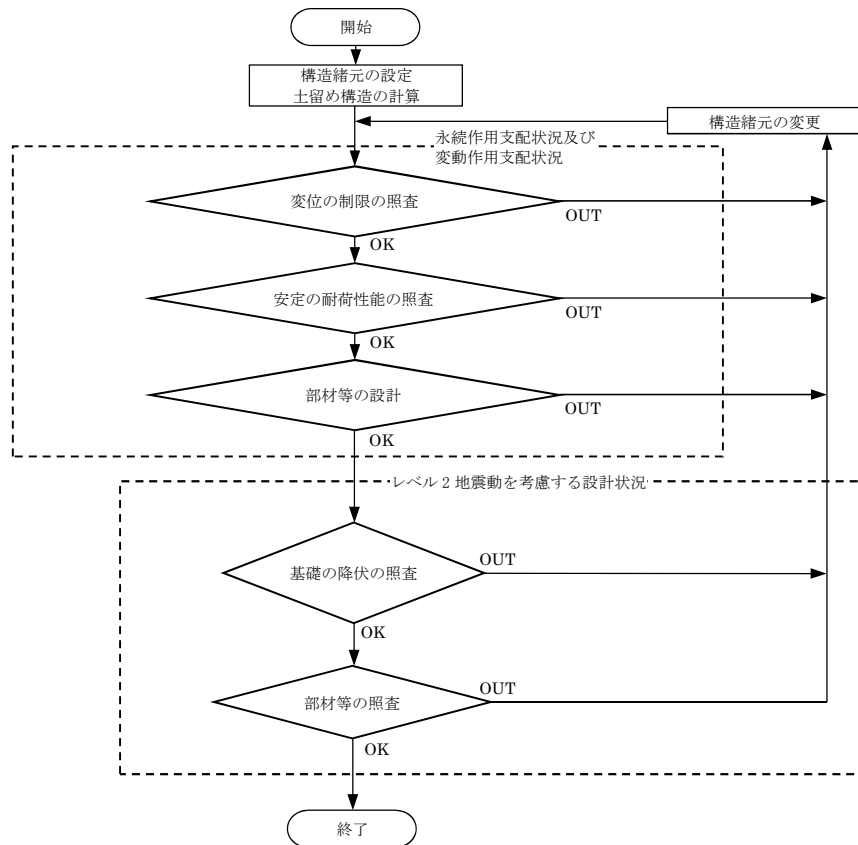 開始
構造緒元の設定
土留め構造の計算
構造緒元の変更
永続作用支配状況及び
変動作用支配状況
変位の制限の照査
OUT
OK
安定の耐荷性能の照査
OUT
OK
部材等の設計
OUT
OK
レベル2地震動を考慮する設計状況
OUT
基礎の降伏の照査
OK
OUT
部材等の照査
OK
終了